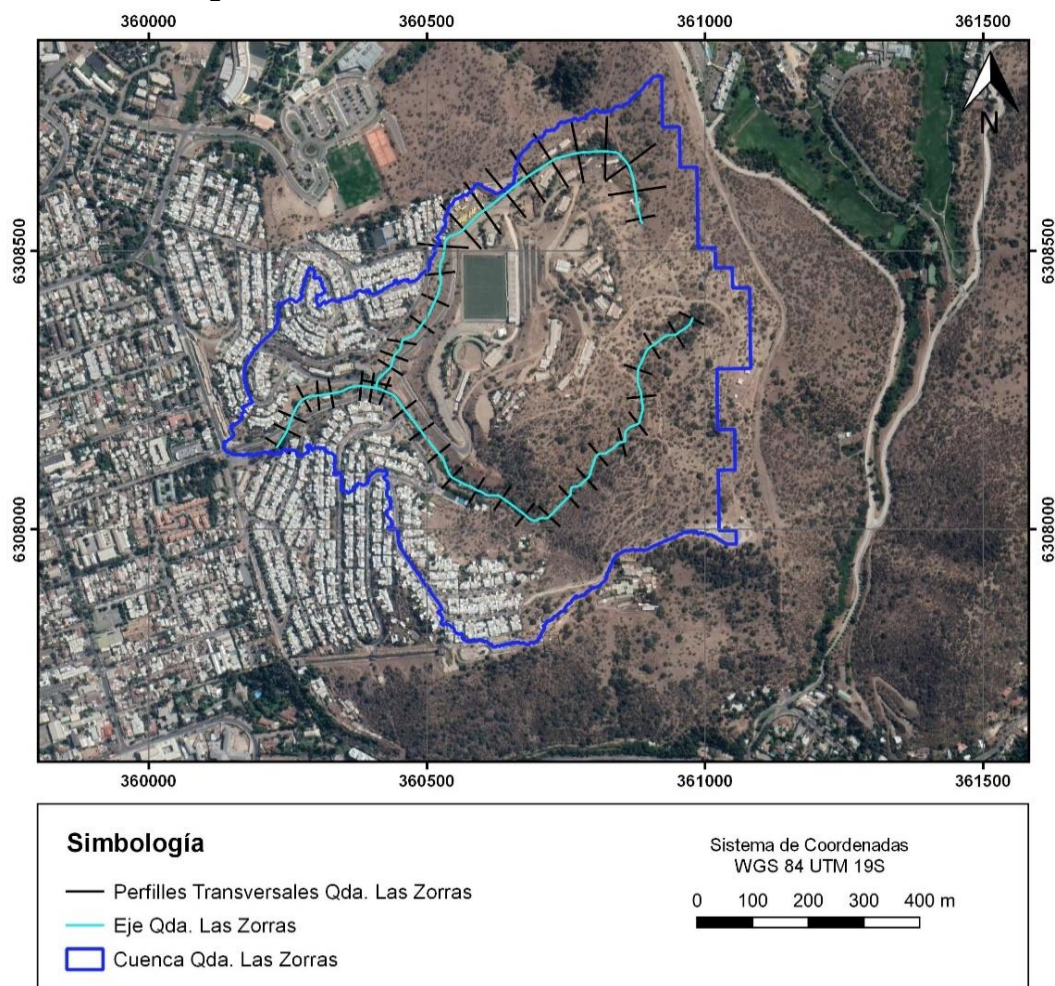 360000 360500 361000 361500
6308500 6308500
6308000 6308000
N
360000 360500 361000 361500
Simbología
Perfilles Transversales Qda. Las Zorras
Eje Qda. Las Zorras
Cuenca Qda. Las Zorras
Sistema de Coordenadas
WGS 84 UTM 19S
0 100 200 300 400 m